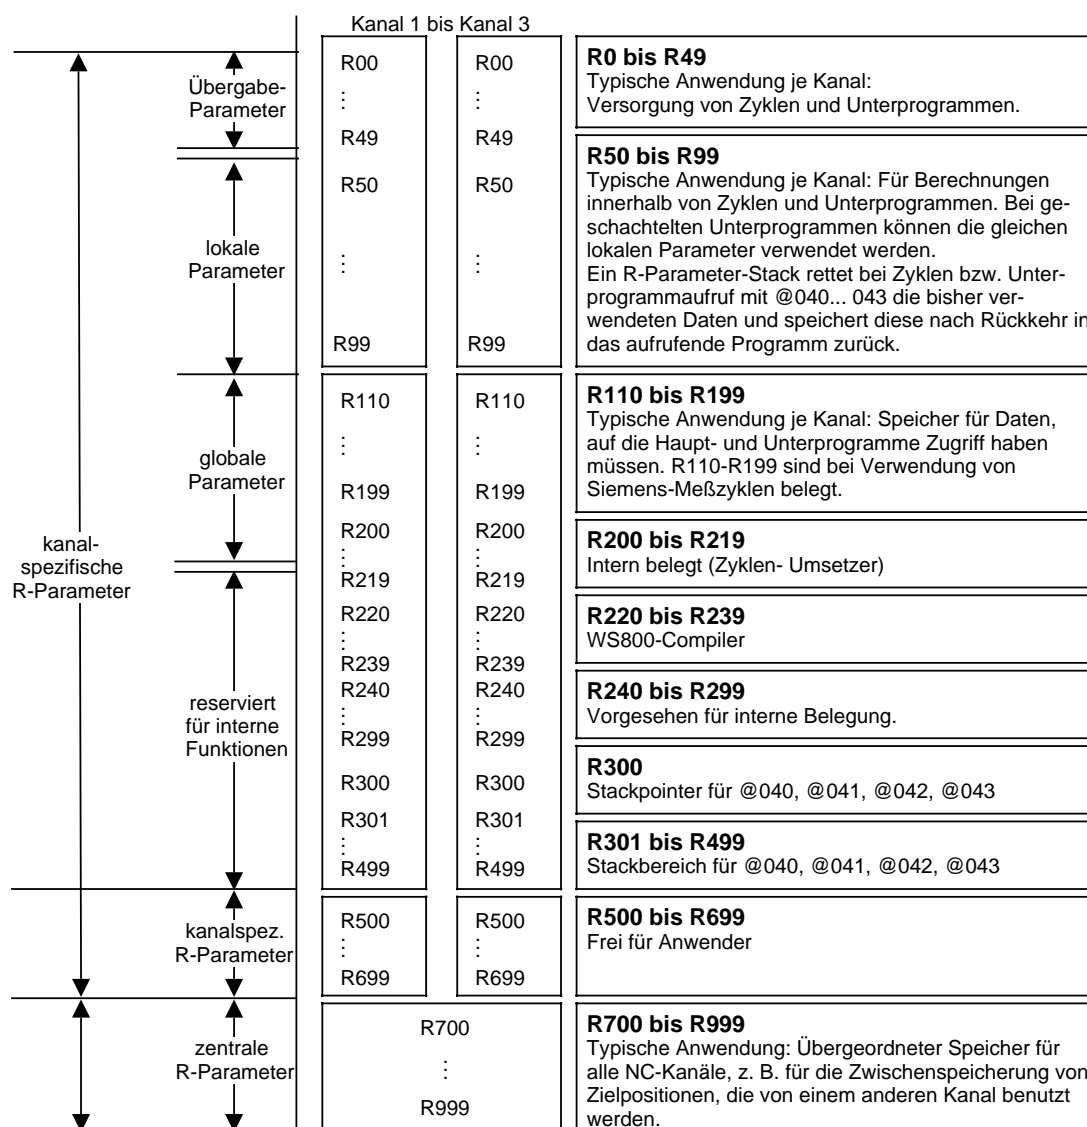 Kanal 1 bis Kanal 3
kanal-
spezifische
R-Parameter
Übergabe-
Parameter
R00 R00
⋮ ⋮
R49 R49
R0 bis R49
Typische Anwendung je Kanal:
Versorgung von Zyklen und Unterprogrammen.
lokale
Parameter
R50 R50
⋮ ⋮
R99 R99
R50 bis R99
Typische Anwendung je Kanal: Für Berechnungen
innerhalb von Zyklen und Unterprogrammen. Bei ge-
schachtelten Unterprogrammen können die gleichen
lokalen Parameter verwendet werden.
Ein R-Parameter-Stack rettet bei Zyklen bzw. Unter-
programmaufruf mit @040... 043 die bisher ver-
wendeten Daten und speichert diese nach Rückkehr in
das aufrufende Programm zurück.
globale
Parameter
R110 R110
⋮ ⋮
R199 R199
R110 bis R199
Typische Anwendung je Kanal: Speicher für Daten,
auf die Haupt- und Unterprogramme Zugriff haben
müssen. R110-R199 sind bei Verwendung von
Siemens-Meßzyklen belegt.
R200 R200
⋮ ⋮
R219 R219
R200 bis R219
Intern belegt (Zyklen- Umsetzer)
reserviert
für interne
Funktionen
R220 R220
⋮ ⋮
R239 R239
R220 bis R239
WS800-Compiler
R240 R240
⋮ ⋮
R299 R299
R240 bis R299
Vorgesehen für interne Belegung.
R300 R300
R300
Stackpointer für @040, @041, @042, @043
R301 R301
⋮ ⋮
R499 R499
R301 bis R499
Stackbereich für @040, @041, @042, @043
kanalspez.
R-Parameter
R500 R500
⋮ ⋮
R699 R699
R500 bis R699
Frei für Anwender
zentrale
R-Parameter
R700
⋮
R999
R700 bis R999
Typische Anwendung: Übergeordneter Speicher für
alle NC-Kanäle, z. B. für die Zwischenspeicherung von
Zielpositionen, die von einem anderen Kanal benutzt
werden.